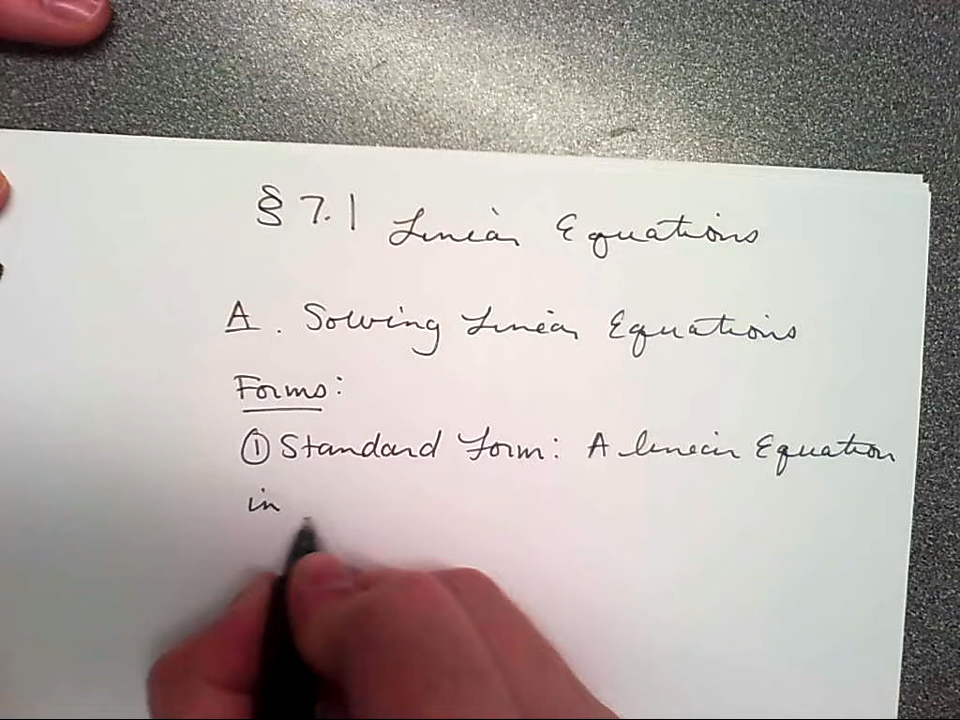 § 7.1 Linear Equations
A. Solving Linear Equations
Forms:
① Standard Form: A linear Equation
in